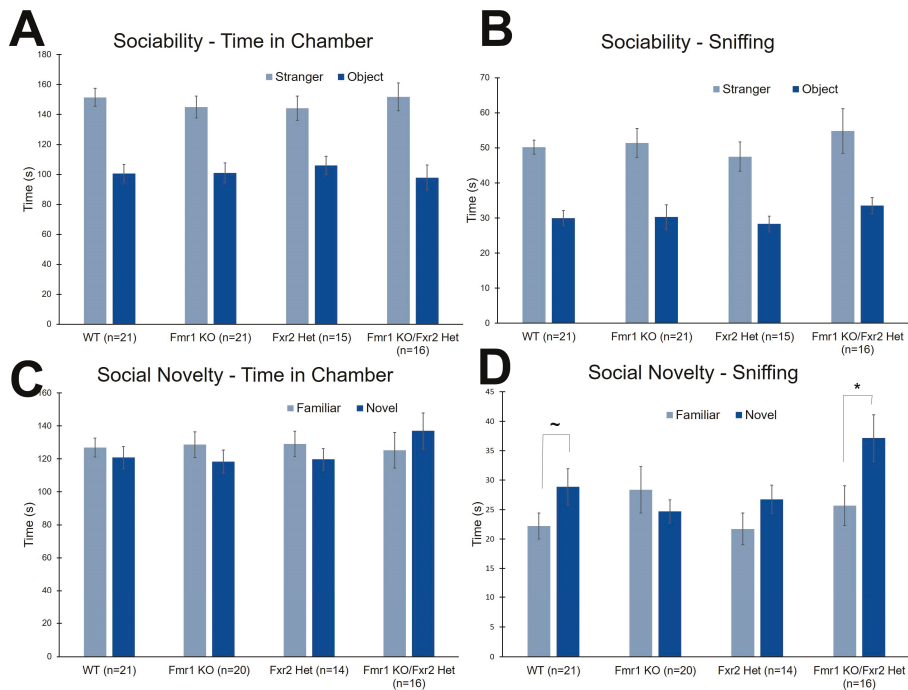 A
Sociability - Time in Chamber
Stranger Object
Time (s)
180
160
140
120
100
80
60
40
20
0
WT (n=21) Fmr1 KO (n=21) Fxr2 Het (n=15) Fmr1 KO/Fxr2 Het
(n=16)
B
Sociability - Sniffing
Stranger Object
Time (s)
70
60
50
40
30
20
10
0
WT (n=21) Fmr1 KO (n=21) Fxr2 Het (n=15) Fmr1 KO/Fxr2 Het
(n=16)
C
Social Novelty - Time in Chamber
Familiar Novel
Time (s)
160
140
120
100
80
60
40
20
0
WT (n=21) Fmr1 KO (n=20) Fxr2 Het (n=14) Fmr1 KO/Fxr2 Het
(n=16)
D
Social Novelty - Sniffing
Familiar Novel
~
*
Time (s)
45
40
35
30
25
20
15
10
5
0
WT (n=21) Fmr1 KO (n=20) Fxr2 Het (n=14) Fmr1 KO/Fxr2 Het
(n=16)